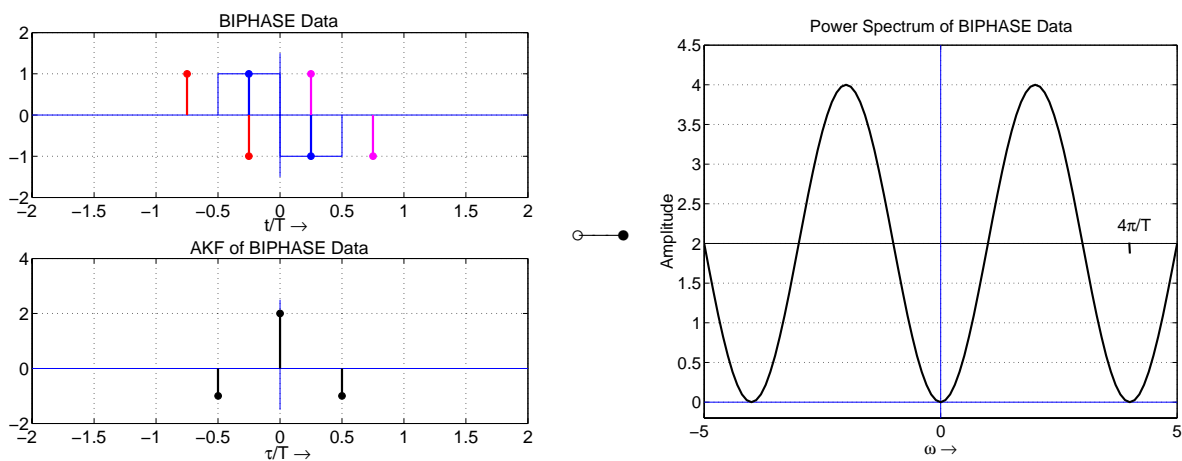 BIPHASE Data
2
1
0
−1
−2
−2 −1.5 −1 −0.5 0 0.5 1 1.5 2
t/T →
AKF of BIPHASE Data
4
2
0
−2
−2 −1.5 −1 −0.5 0 0.5 1 1.5 2
τ/T →
Power Spectrum of BIPHASE Data
4.5
4
3.5
3
2.5
2
1.5
1
0.5
0
Amplitude
4π/T
−5 0 5
ω →